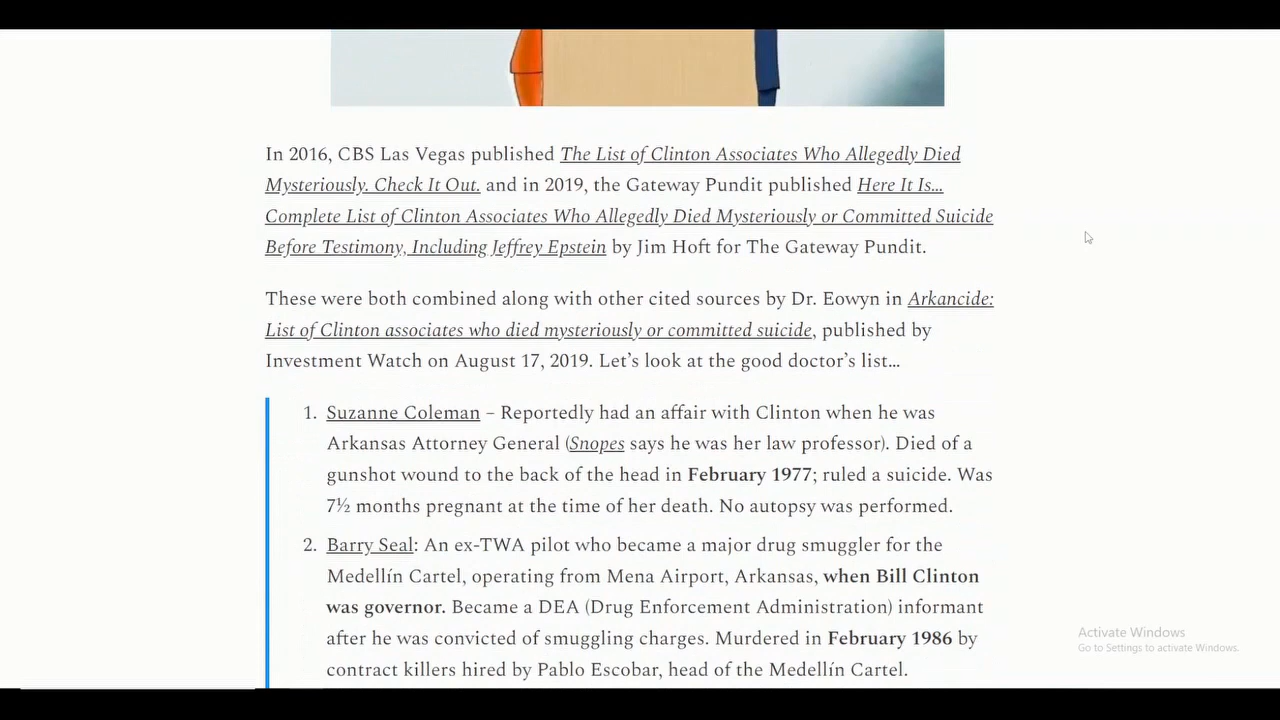 In 2016, CBS Las Vegas published The List of Clinton Associates Who Allegedly Died
Mysteriously. Check It Out. and in 2019, the Gateway Pundit published Here It Is…
Complete List of Clinton Associates Who Allegedly Died Mysteriously or Committed Suicide
Before Testimony, Including Jeffrey Epstein by Jim Hoft for The Gateway Pundit.
These were both combined along with other cited sources by Dr. Eowyn in Arkancide:
List of Clinton associates who died mysteriously or committed suicide, published by
Investment Watch on August 17, 2019. Let’s look at the good doctor’s list…
1. Suzanne Coleman – Reportedly had an affair with Clinton when he was
Arkansas Attorney General (Snopes says he was her law professor). Died of a
gunshot wound to the back of the head in February 1977; ruled a suicide. Was
7½ months pregnant at the time of her death. No autopsy was performed.
2. Barry Seal: An ex-TWA pilot who became a major drug smuggler for the
Medellín Cartel, operating from Mena Airport, Arkansas, when Bill Clinton
was governor. Became a DEA (Drug Enforcement Administration) informant
after he was convicted of smuggling charges. Murdered in February 1986 by
contract killers hired by Pablo Escobar, head of the Medellín Cartel.
Activate Windows
Go to Settings to activate Windows.